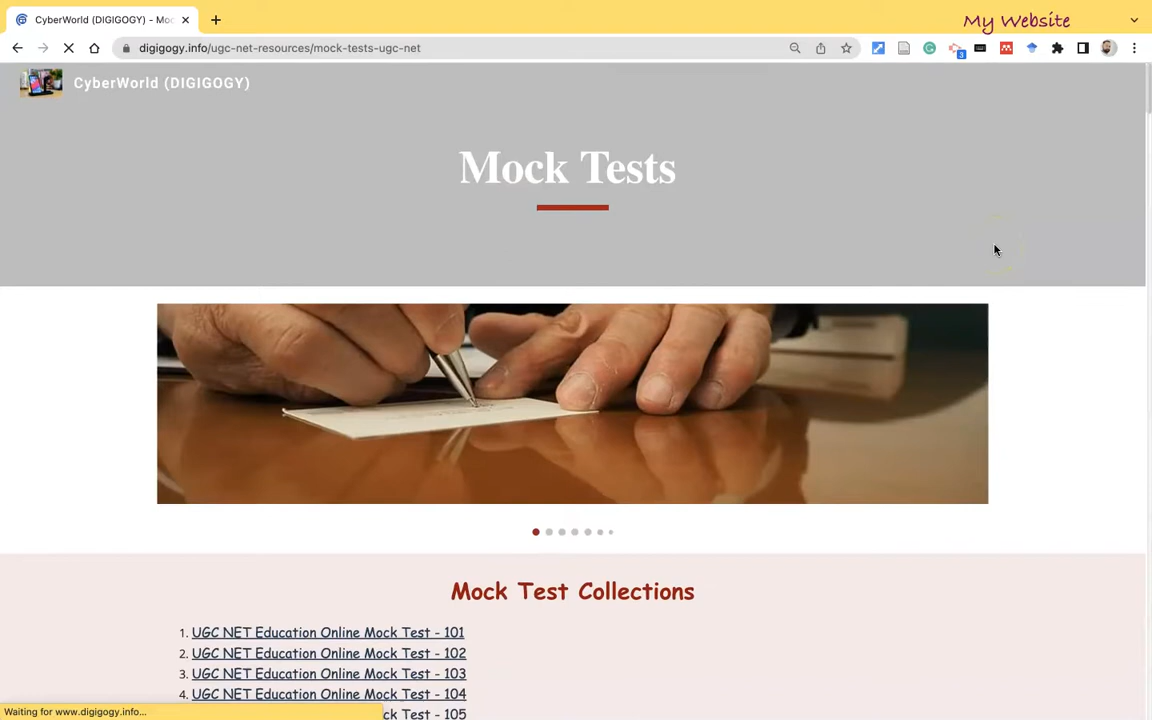 CyberWorld (DIGIGOGY) - Moc
My Website
digigogy.info/ugc-net-resources/mock-tests-ugc-net
3
CyberWorld (DIGIGOGY)
Mock Tests
Mock Test Collections
1. UGC NET Education Online Mock Test - 101
2. UGC NET Education Online Mock Test - 102
3. UGC NET Education Online Mock Test - 103
4. UGC NET Education Online Mock Test - 104
ck Test - 105
Waiting for www.digigogy.info...